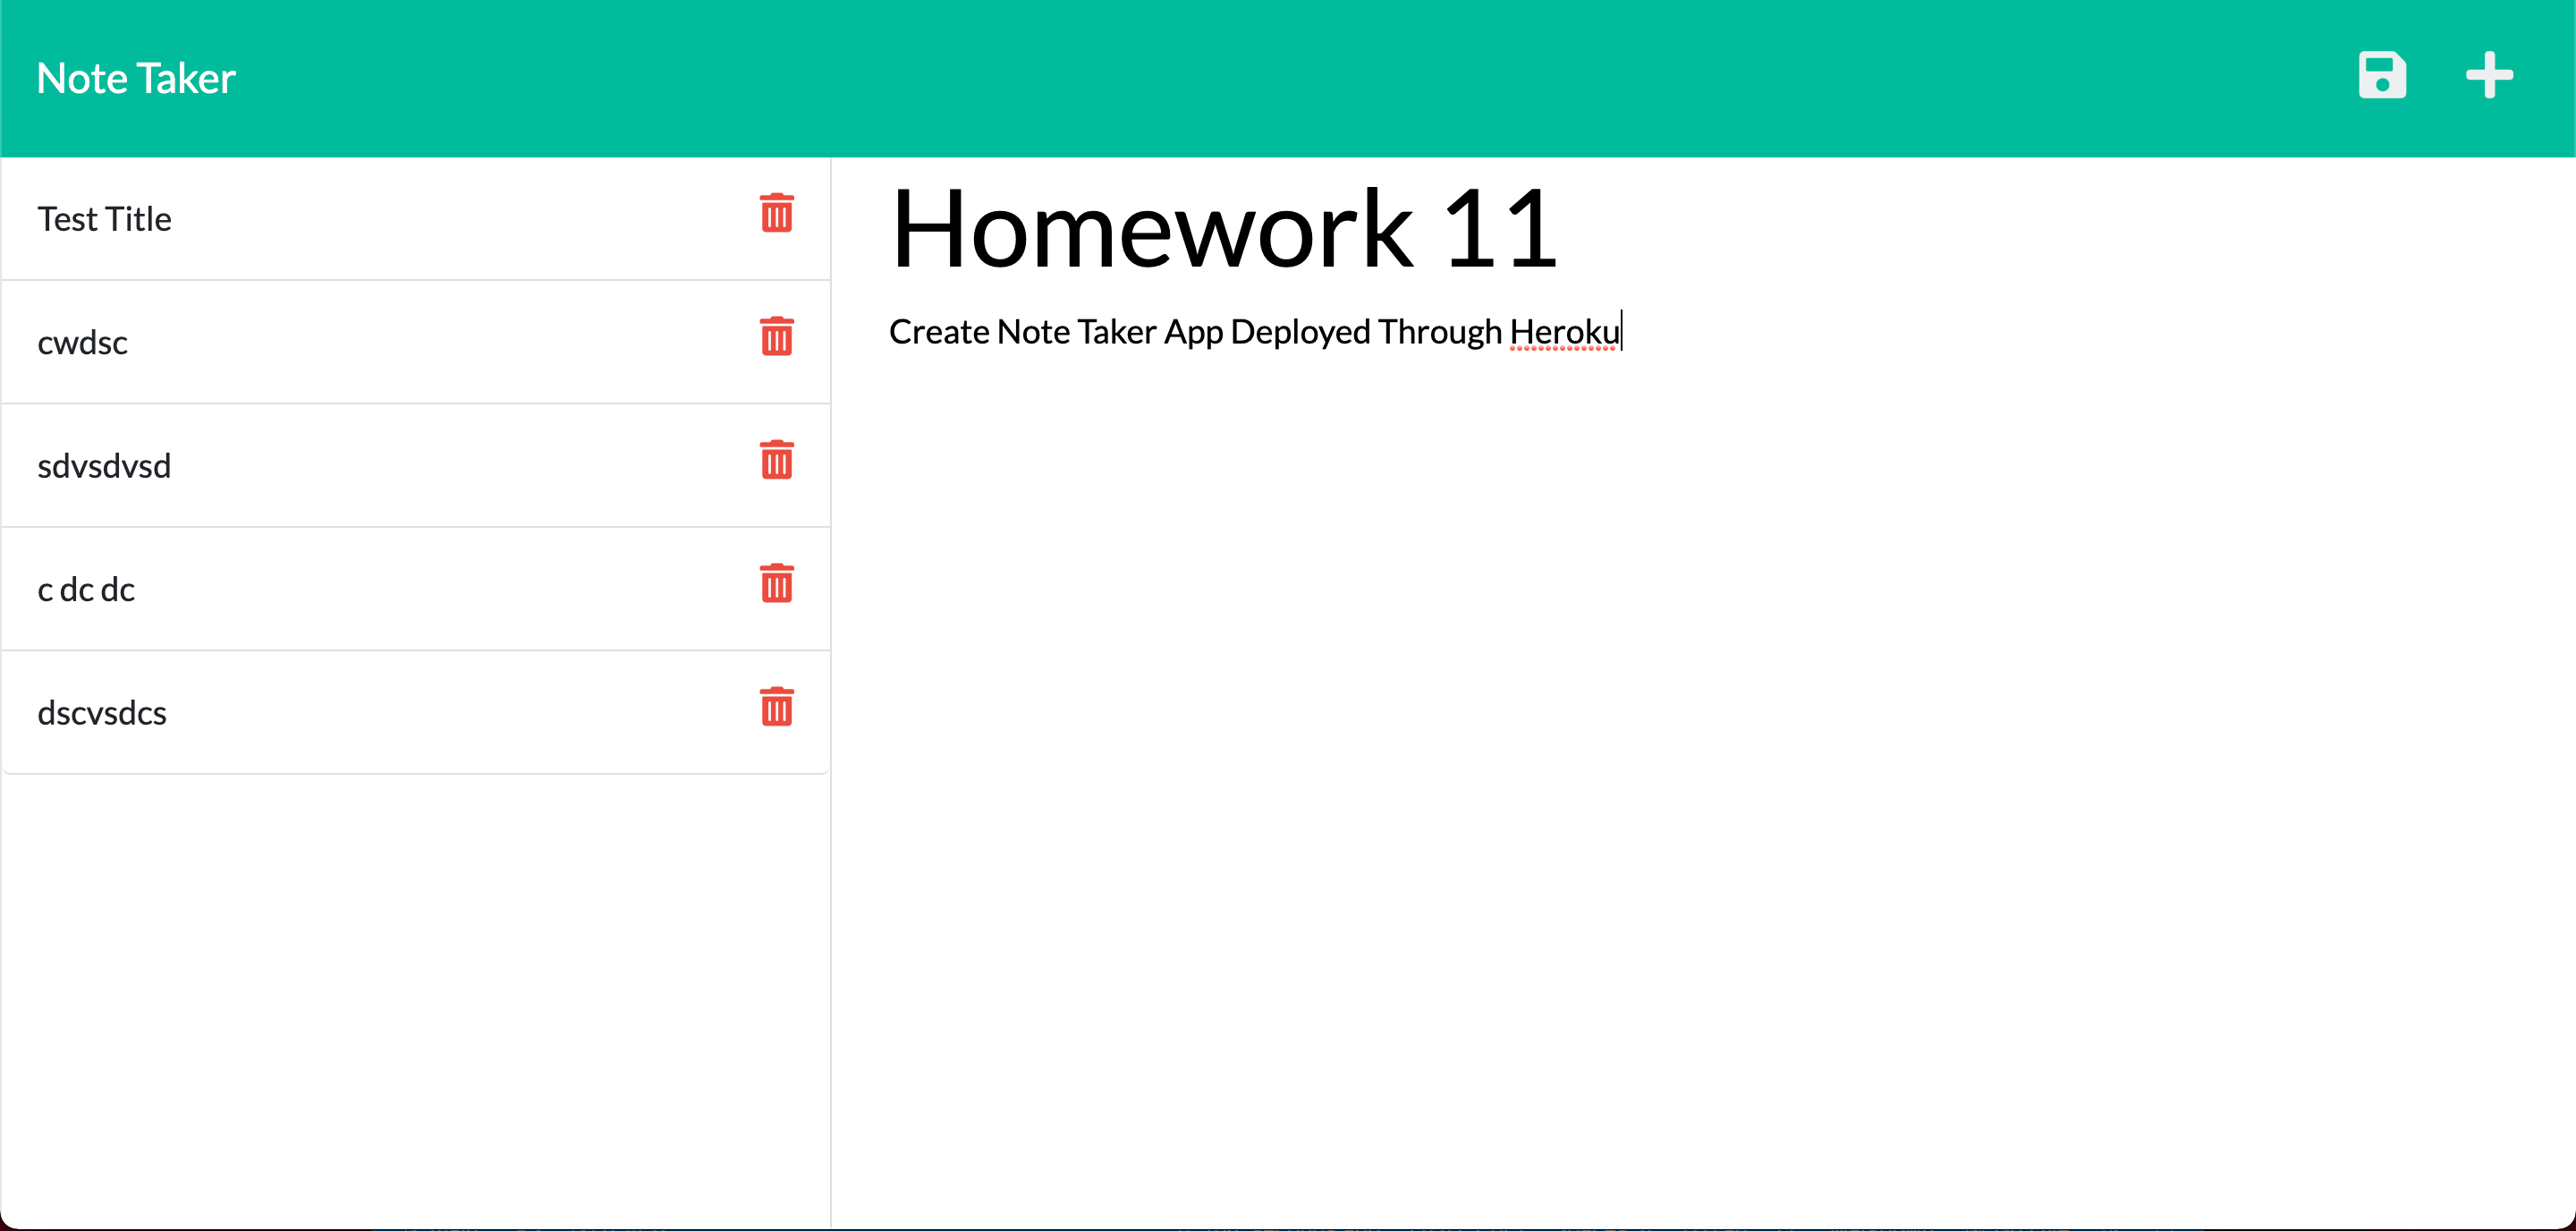 Note Taker
Test Title
cwdsc
sdvsdvsd
c dc dc
dscvsdcs
Homework 11
Create Note Taker App Deployed Through Heroku